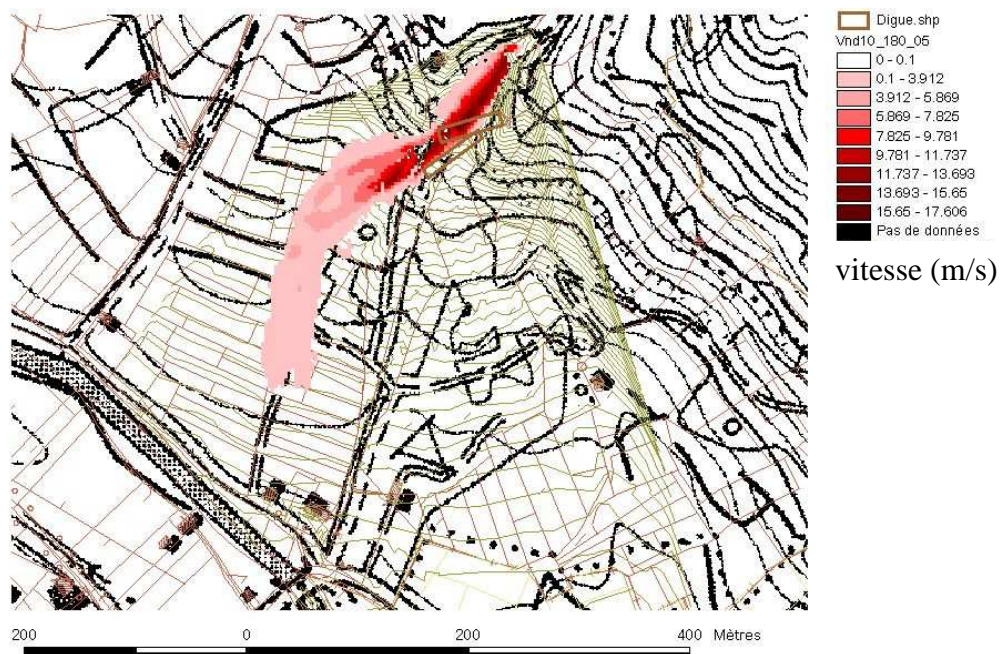 Digue.shp
Vnd10_180_05
0 - 0.1
0.1 - 3.912
3.912 - 5.869
5.869 - 7.825
7.825 - 9.781
9.781 - 11.737
11.737 - 13.693
13.693 - 15.65
15.65 - 17.606
Pas de données
vitesse (m/s)
200 0 200 400 Mètres